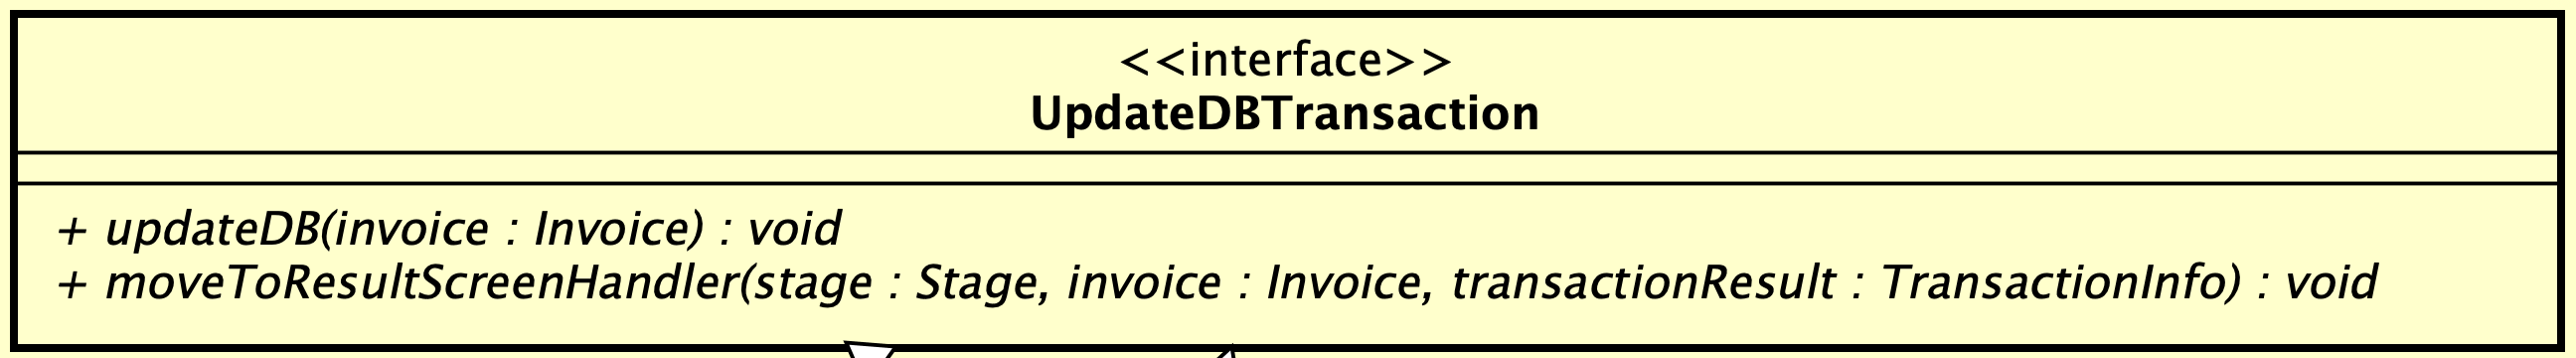 <<interface>>
UpdateDBTransaction
+ updateDB(invoice : Invoice) : void
+ moveToResultScreenHandler(stage : Stage, invoice : Invoice, transactionResult : TransactionInfo) : void